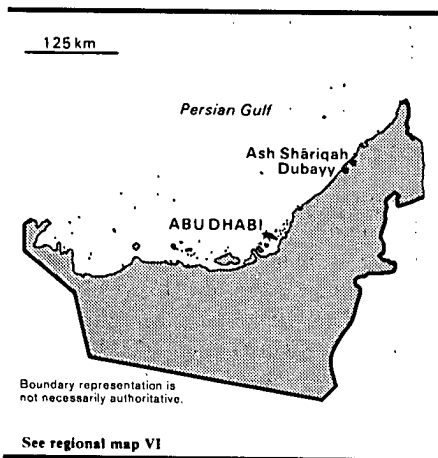 125 km
Persian Gulf
Ash Shāriqah
Dubayy
ABU DHABI
Boundary representation is
not necessarily authoritative.
See regional map VI